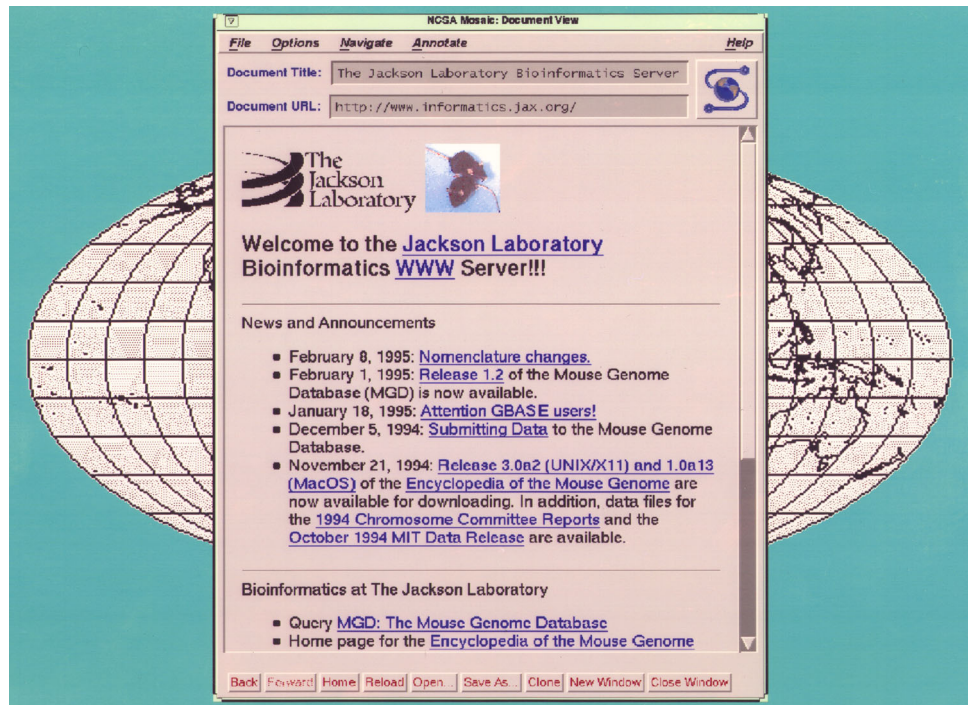 NCSA Mosaic: Document View
File Options Navigate Annotate Help
Document Title: The Jackson Laboratory Bioinformatics Server
Document URL: http://www.informatics.jax.org/
The
Jackson
Laboratory
Welcome to the Jackson Laboratory
Bioinformatics WWW Server!!!
News and Announcements
February 8, 1995: Nomenclature changes.
February 1, 1995: Release 1.2 of the Mouse Genome
Database (MGD) is now available.
January 18, 1995: Attention GBASE users!
December 5, 1994: Submitting Data to the Mouse Genome
Database.
November 21, 1994: Release 3.0a2 (UNIX/X11) and 1.0a13
(MacOS) of the Encyclopedia of the Mouse Genome are
now available for downloading. In addition, data files for
the 1994 Chromosome Committee Reports and the
October 1994 MIT Data Release are available.
Bioinformatics at The Jackson Laboratory
Query MGD: The Mouse Genome Database
Home page for the Encyclopedia of the Mouse Genome
Back Forward Home Reload Open... Save As... Clone New Window Close Window